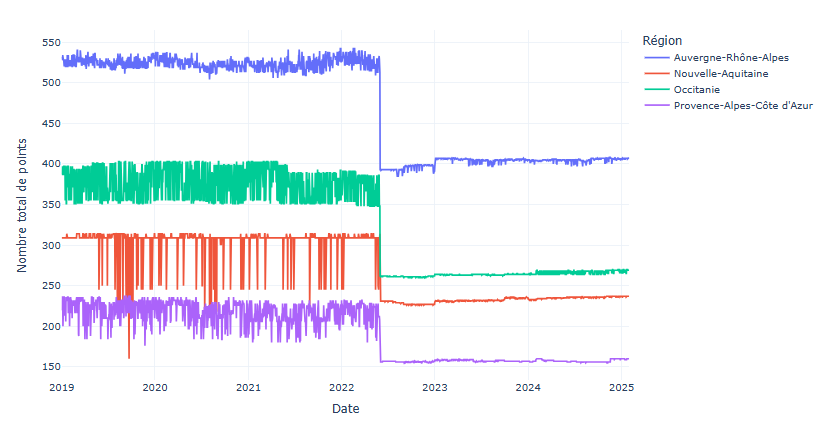 Région
Auvergne-Rhône-Alpes
Nouvelle-Aquitaine
Occitanie
Provence-Alpes-Côte d'Azur
Nombre total de points
550
500
450
400
350
300
250
200
150
2019
2020
2021
2022
2023
2024
2025
Date